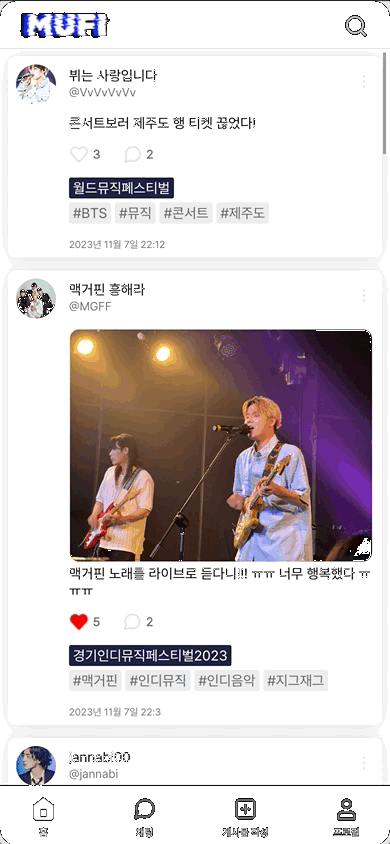 MUFI
뷔는 사랑입니다
@VvVvVvVv
콘서트보러 제주도 행 티켓 끊었다!
3 2
월드뮤직페스티벌
#BTS #뮤직 #콘서트 #제주도
2023년 11월 7일 22:12
맥거핀 흥해라
@MGFF
맥거핀 노래를 라이브로 듣다니!!! ㅠㅠ 너무 행복했다 ㅠ
ㅠㅠ
5 2
경기인디뮤직페스티벌2023
#맥거핀 #인디뮤직 #인디음악 #지그재그
2023년 11월 7일 22:3
jannabi00
@jannabi
홈 채팅 게시글 작성 프로필